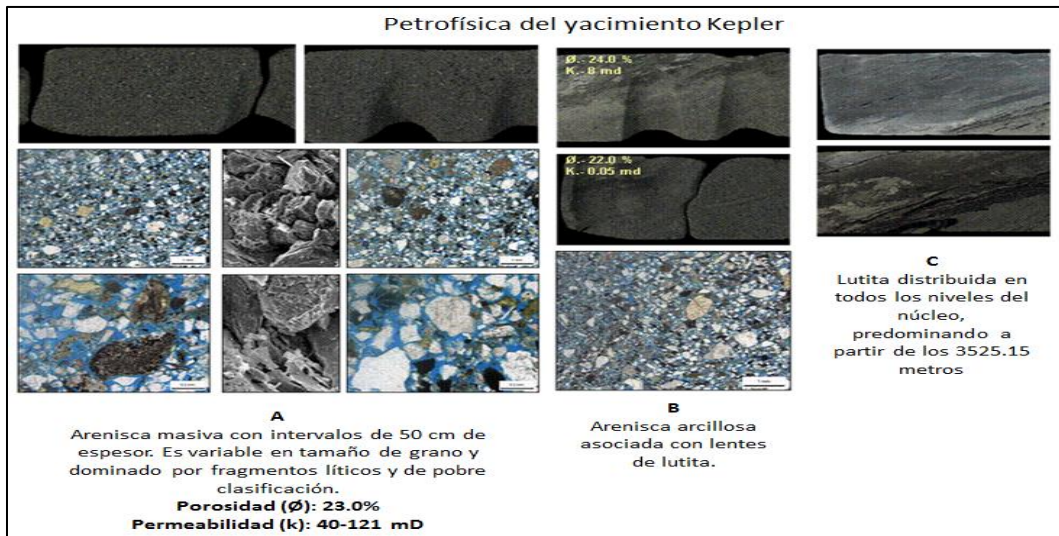 Petrofísica del yacimiento Kepler
Ø.- 24.0 %
K.- 8 md
Ø.- 22.0 %
K.- 0.05 md
A
Arenisca masiva con intervalos de 50 cm de
espesor. Es variable en tamaño de grano y
dominado por fragmentos líticos y de pobre
clasificación.
Porosidad (Ø): 23.0%
Permeabilidad (k): 40-121 mD
B
Arenisca arcillosa
asociada con lentes
de lutita.
C
Lutita distribuida en
todos los niveles del
núcleo,
predominando a
partir de los 3525.15
metros